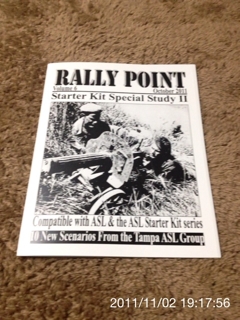 RALLY POINT
Volume 6 October 2011
Starter Kit Special Study II
Compatible with ASL & the ASL Starter Kit series
10 New Scenarios From the Tampa ASL Group
2011/11/02 19:17:56